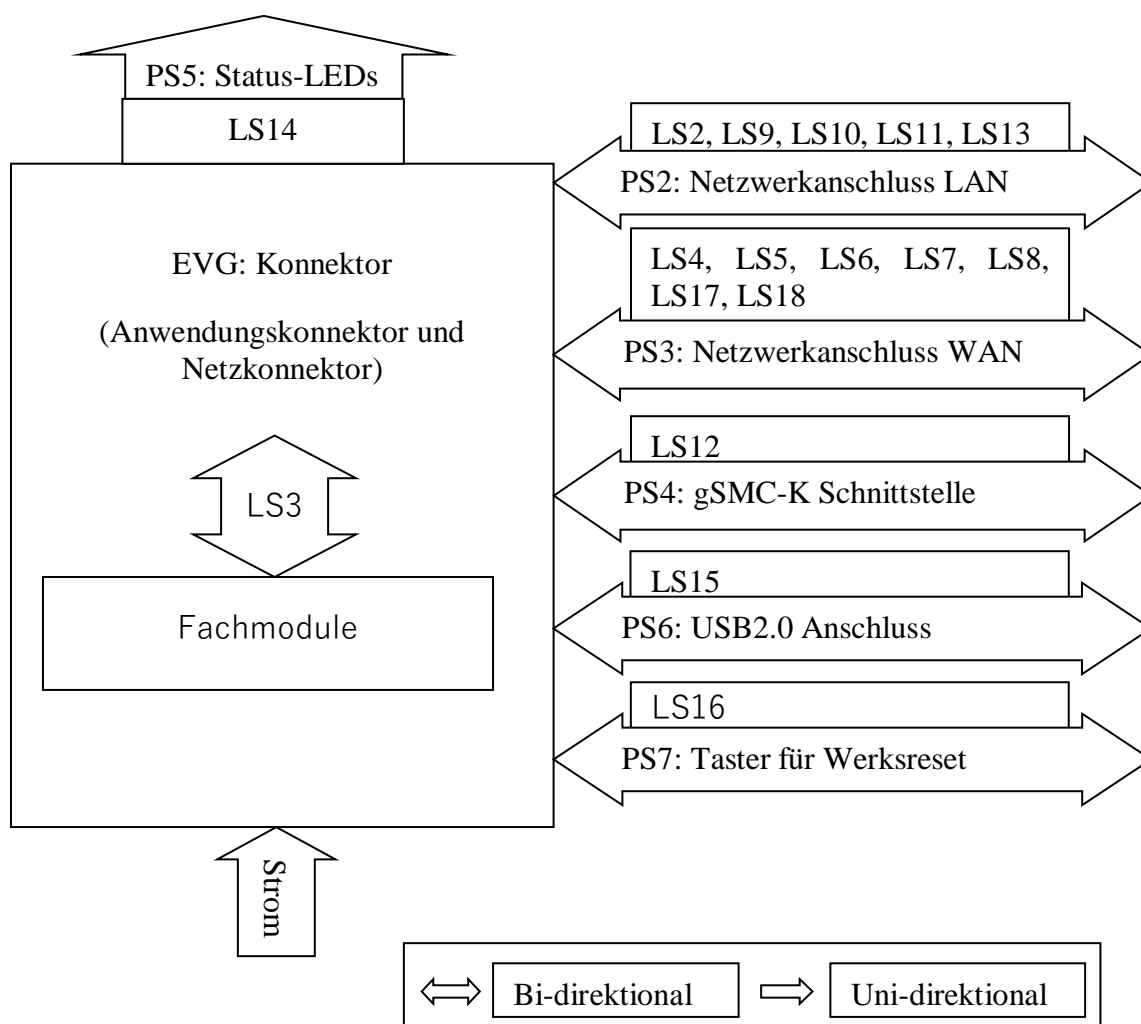 PS5: Status-LEDs
LS14
LS2, LS9, LS10, LS11, LS13
PS2: Netzwerkanschluss LAN
EVG: Konnektor
(Anwendungskonnektor und
Netzkonnektor)
LS4, LS5, LS6, LS7, LS8,
LS17, LS18
PS3: Netzwerkanschluss WAN
LS12
PS4: gSMC-K Schnittstelle
LS3
LS15
PS6: USB2.0 Anschluss
Fachmodule
LS16
PS7: Taster für Werksreset
Strom
Bi-direktional
Uni-direktional